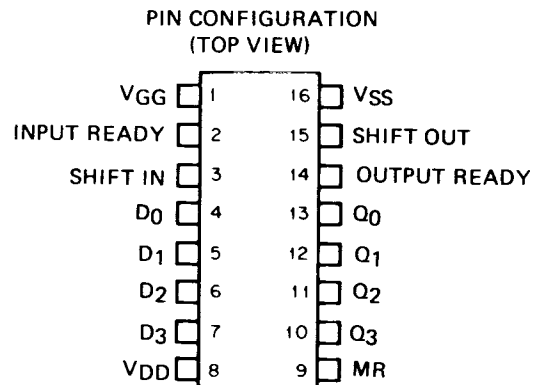 PIN CONFIGURATION
(TOP VIEW)
VGG 1 16 VSS
INPUT READY 2 15 SHIFT OUT
SHIFT IN 3 14 OUTPUT READY
D0 4 13 Q0
D1 5 12 Q1
D2 6 11 Q2
D3 7 10 Q3
VDD 8 9 MR